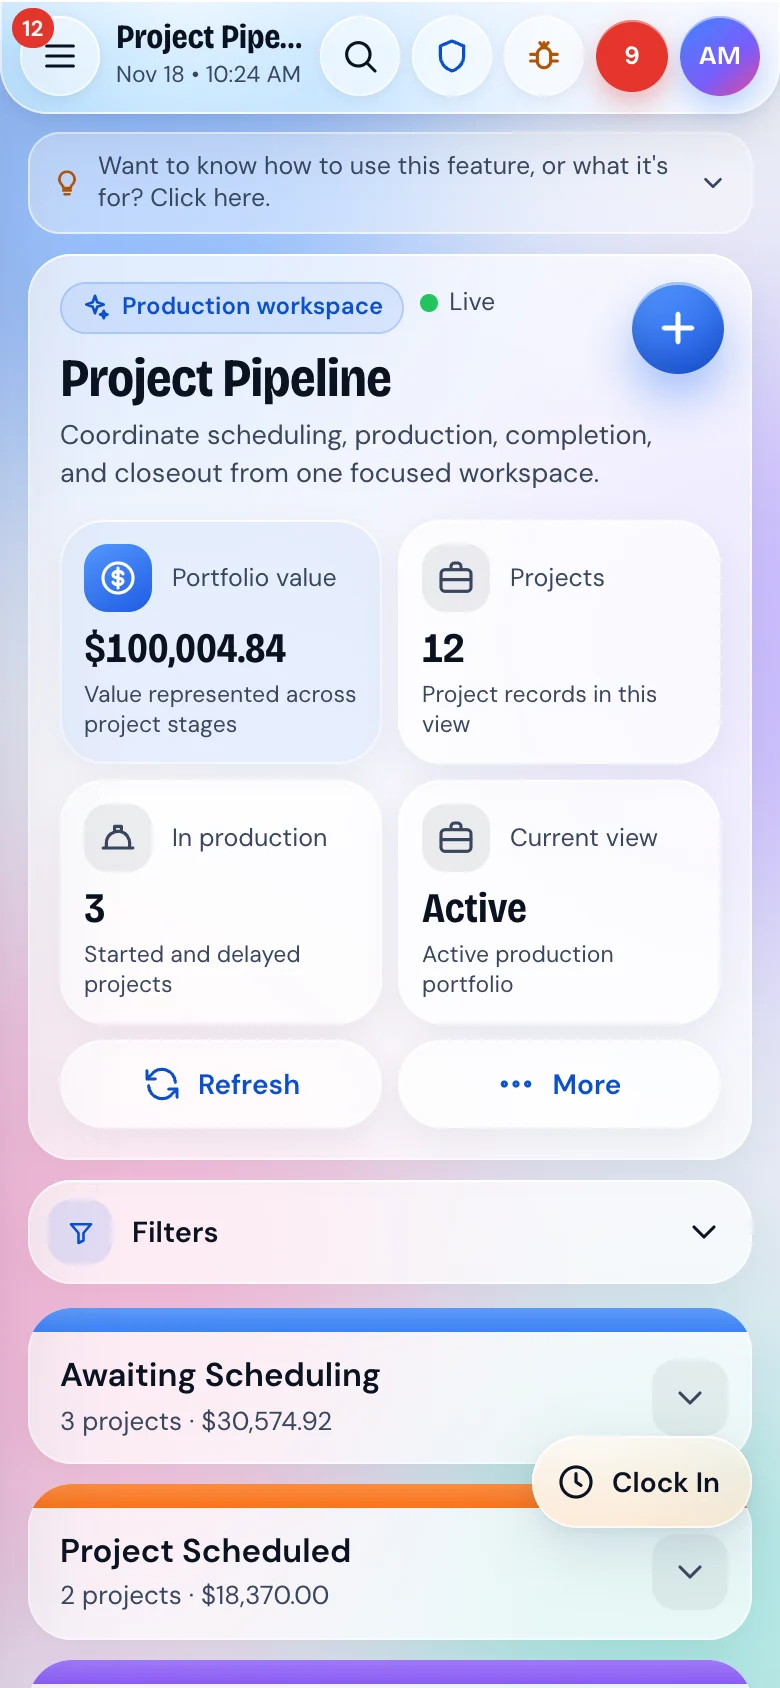 12
Project Pipe...
Nov 18 • 10:24 AM
9
AM
Want to know how to use this feature, or what it's
for? Click here.
Production workspace
Live
Project Pipeline
Coordinate scheduling, production, completion,
and closeout from one focused workspace.
Portfolio value
$100,004.84
Value represented across
project stages
Projects
12
Project records in this
view
In production
3
Started and delayed
projects
Current view
Active
Active production
portfolio
Refresh
More
Filters
Awaiting Scheduling
3 projects · $30,574.92
Clock In
Project Scheduled
2 projects · $18,370.00